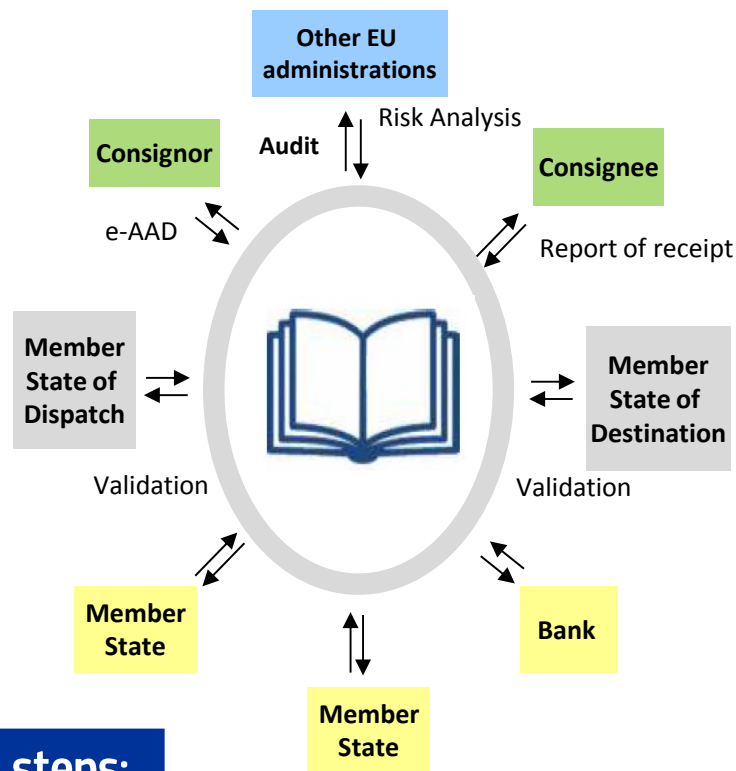 Other EU
administrations
Audit
Risk Analysis
Consignor
Consignee
e-AAD
Report of receipt
Member
State of
Dispatch
Member
State of
Destination
Validation
Validation
Member
State
Bank
Member
State
steps: